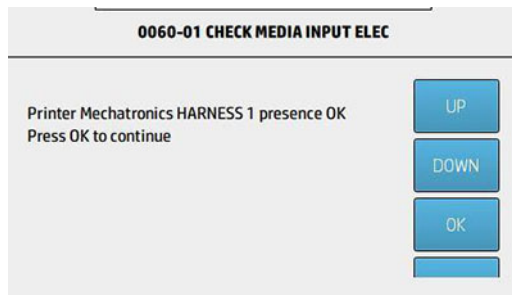 0060-01 CHECK MEDIA INPUT ELEC
Printer Mechatronics HARNESS 1 presence OK
Press OK to continue
UP
DOWN
OK